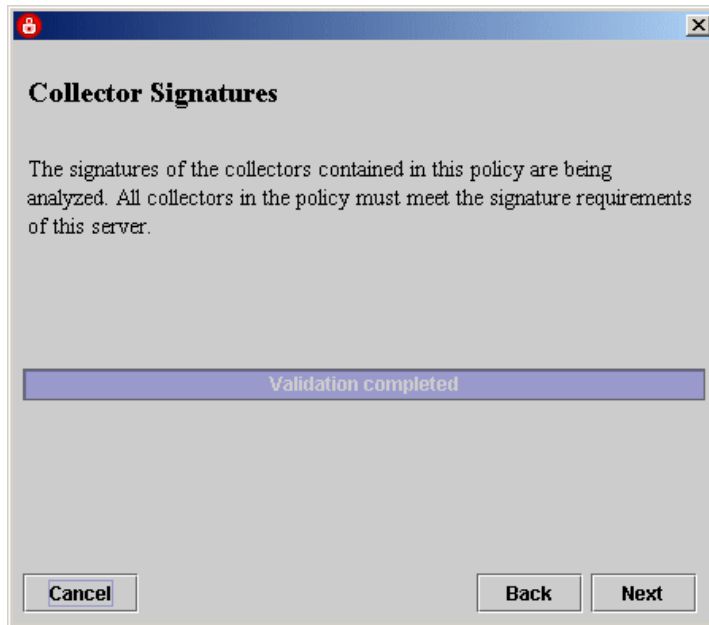 Collector Signatures
The signatures of the collectors contained in this policy are being
analyzed. All collectors in the policy must meet the signature requirements
of this server.
Validation completed
Cancel Back Next